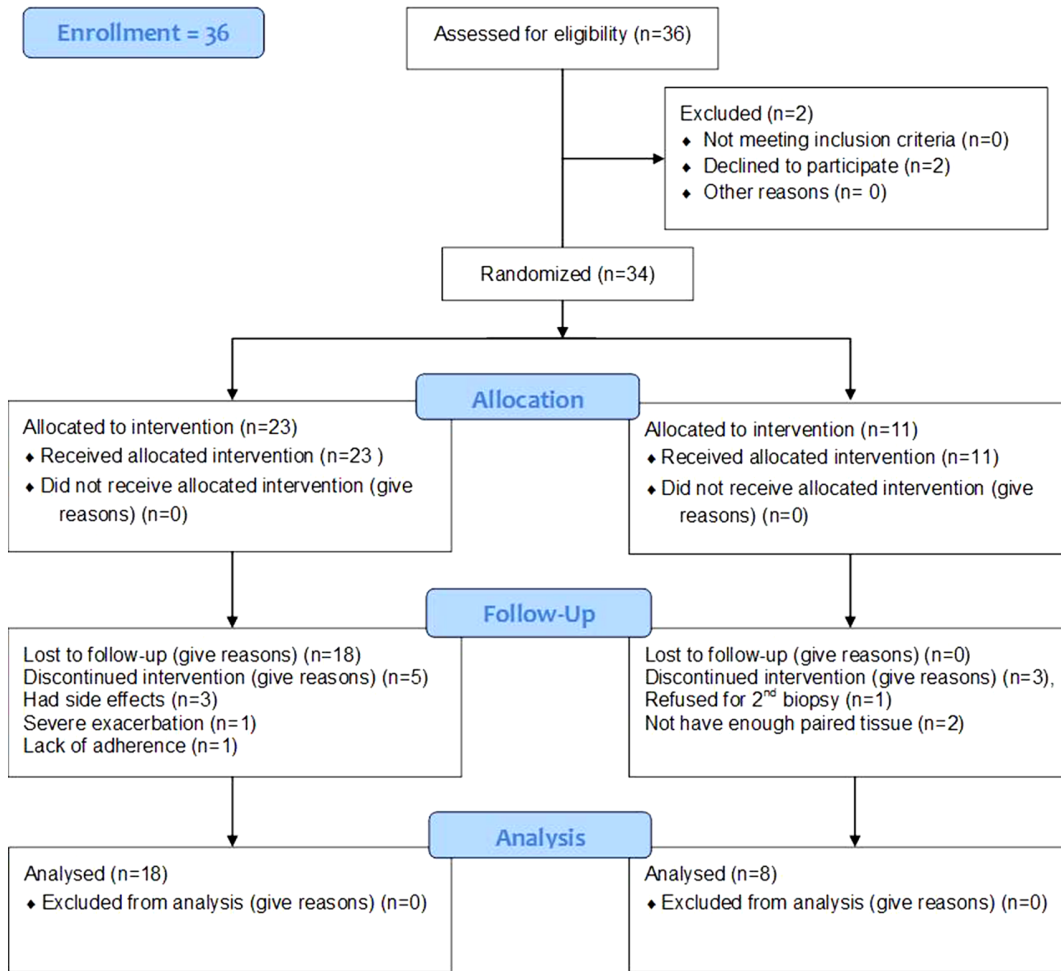 Enrollment = 36
Assessed for eligibility (n=36)
Excluded (n=2)
♦ Not meeting inclusion criteria (n=0)
♦ Declined to participate (n=2)
♦ Other reasons (n= 0)
Randomized (n=34)
Allocation
Allocated to intervention (n=23)
♦ Received allocated intervention (n=23 )
♦ Did not receive allocated intervention (give
reasons) (n=0)
Allocated to intervention (n=11)
♦ Received allocated intervention (n=11)
♦ Did not receive allocated intervention (give
reasons) (n=0)
Follow-Up
Lost to follow-up (give reasons) (n=18)
Discontinued intervention (give reasons) (n=5)
Had side effects (n=3)
Severe exacerbation (n=1)
Lack of adherence (n=1)
Lost to follow-up (give reasons) (n=0)
Discontinued intervention (give reasons) (n=3),
Refused for 2nd biopsy (n=1)
Not have enough paired tissue (n=2)
Analysis
Analysed (n=18)
♦ Excluded from analysis (give reasons) (n=0)
Analysed (n=8)
♦ Excluded from analysis (give reasons) (n=0)